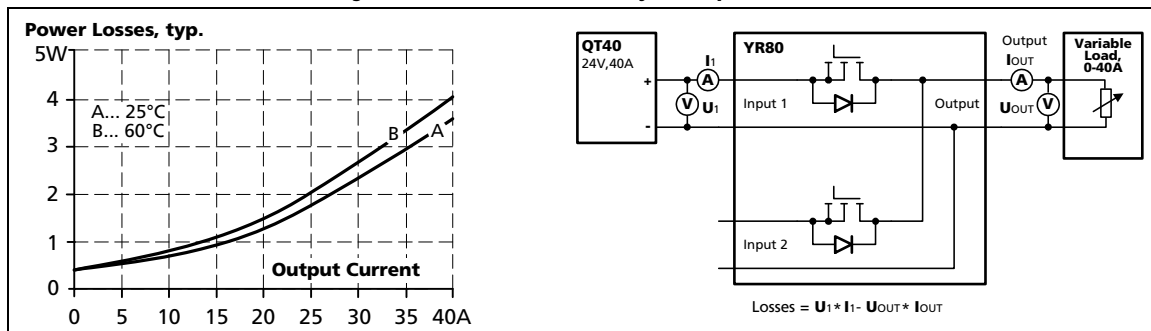 Power Losses, typ.
5W
4
3
2
1
0
A... 25°C
B... 60°C
B
A
Output Current
0 5 10 15 20 25 30 35 40A
QT40
24V,40A
+
-
I1
A
V
U1
YR80
Input 1
Output
Input 2
Output
IOUT
A
UOUT
V
Variable
Load,
0-40A
Losses = U1* I1- UOUT* IOUT